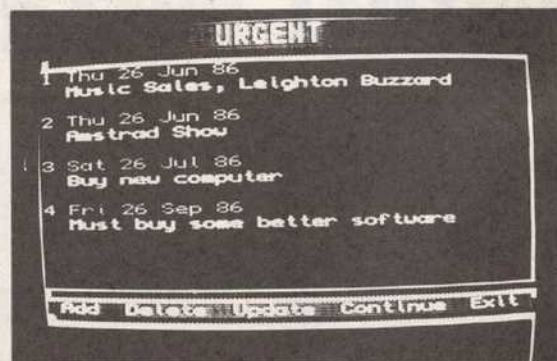 URGENT
1 Thu 26 Jun 86
Music Sales, Leighton Buzzard
2 Thu 26 Jun 86
Amstrad Show
3 Sat 26 Jul 86
Buy new computer
4 Fri 26 Sep 86
Must buy some better software
Add Delete Update Continue Exit